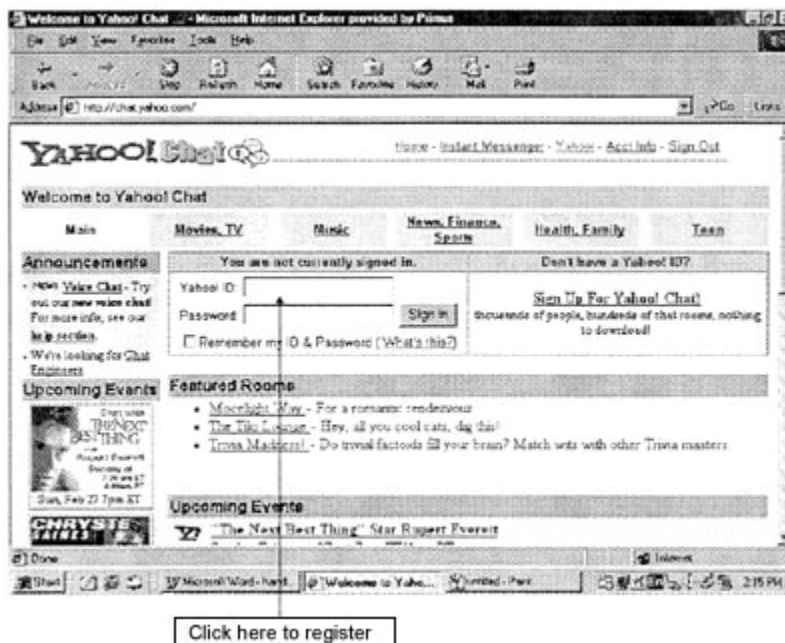 Welcome to Yahoo! Chat ... - Microsoft Internet Explorer provided by Primus
File Edit View Favorites Tools Help
Back Stop Refresh Home Search Favorites History Mail Print
Address http://chat.yahoo.com/ Go Links
YAHOO! Chat
Home - Instant Messenger - Yahoo! - Acct Info - Sign Out
Welcome to Yahoo! Chat
Main Movies, TV Music News, Finance, Sports Health, Family Teen
Announcements
- New Voice Chat - Try
out our new voice chat!
For more info, see our
help section.
- We're looking for Chat
Engineers
You are not currently signed in.
Yahoo! ID:
Password: Sign in
Remember my ID & Password (What's this?)
Don't have a Yahoo! ID?
Sign Up For Yahoo! Chat!
thousands of people, hundreds of chat rooms, nothing
to download!
Upcoming Events
Chat with
THE NEXT
BEST THING
Rupert Everett
Sun, Feb 27 7pm ET
CHRYSTE
Featured Rooms
• Moonlight Way - For a romantic rendezvous
• The Tiki Lounge - Hey, all you cool cats, dig this!
• Trivia Madness! - Do trivial factoids fill your brain? Match wits with other Trivia masters
Upcoming Events
"The Next Best Thing" Star Rupert Everett
Done Internet
Start Microsoft Word - hand... Welcome to Yaho... untitled - Paint 2:15 PM
Click here to register